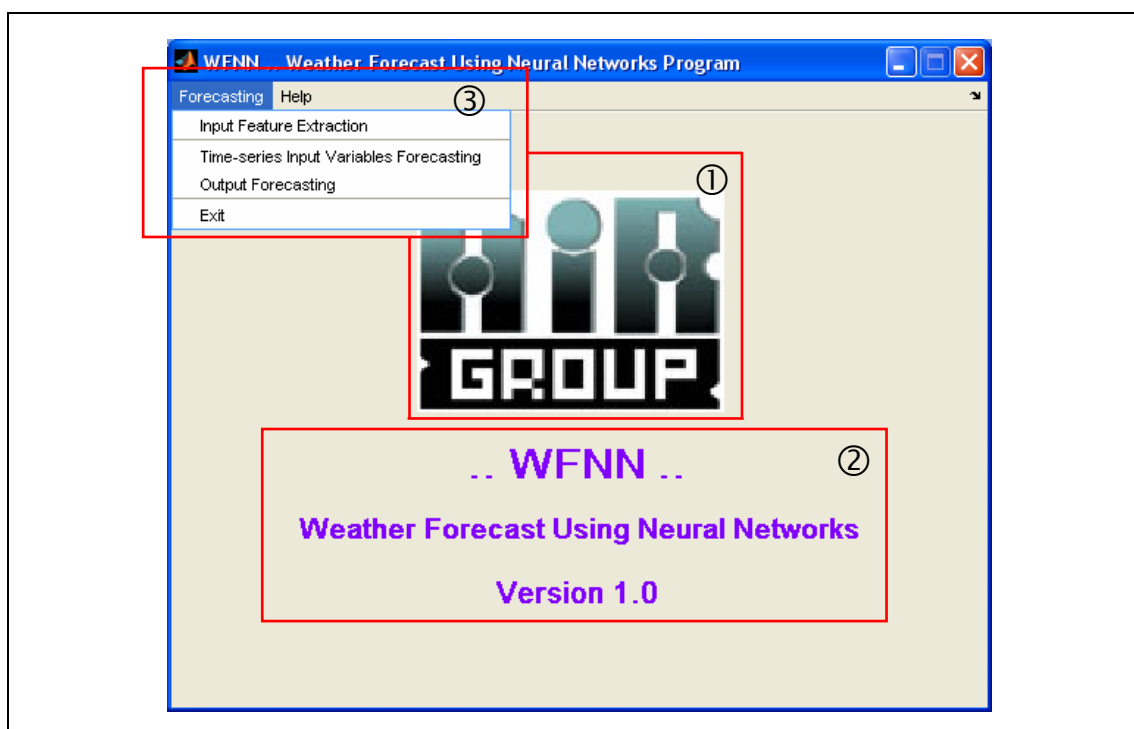 WFNN .. Weather Forecast Using Neural Networks Program
Forecasting Help
③
Input Feature Extraction
Time-series Input Variables Forecasting
Output Forecasting
Exit
①
AiR
GROUP
②
.. WFNN ..
Weather Forecast Using Neural Networks
Version 1.0